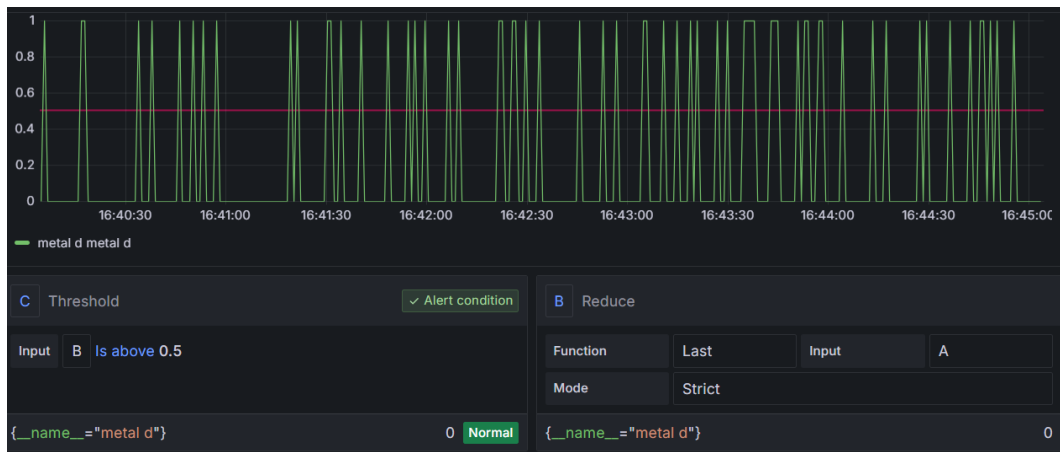 1
0.8
0.6
0.4
0.2
0
16:40:30 16:41:00 16:41:30 16:42:00 16:42:30 16:43:00 16:43:30 16:44:00 16:44:30 16:45:00
metal d metal d
C Threshold ✓ Alert condition
Input B Is above 0.5
{__name__="metal d"} 0 Normal
B Reduce
Function Last Input A
Mode Strict
{__name__="metal d"} 0